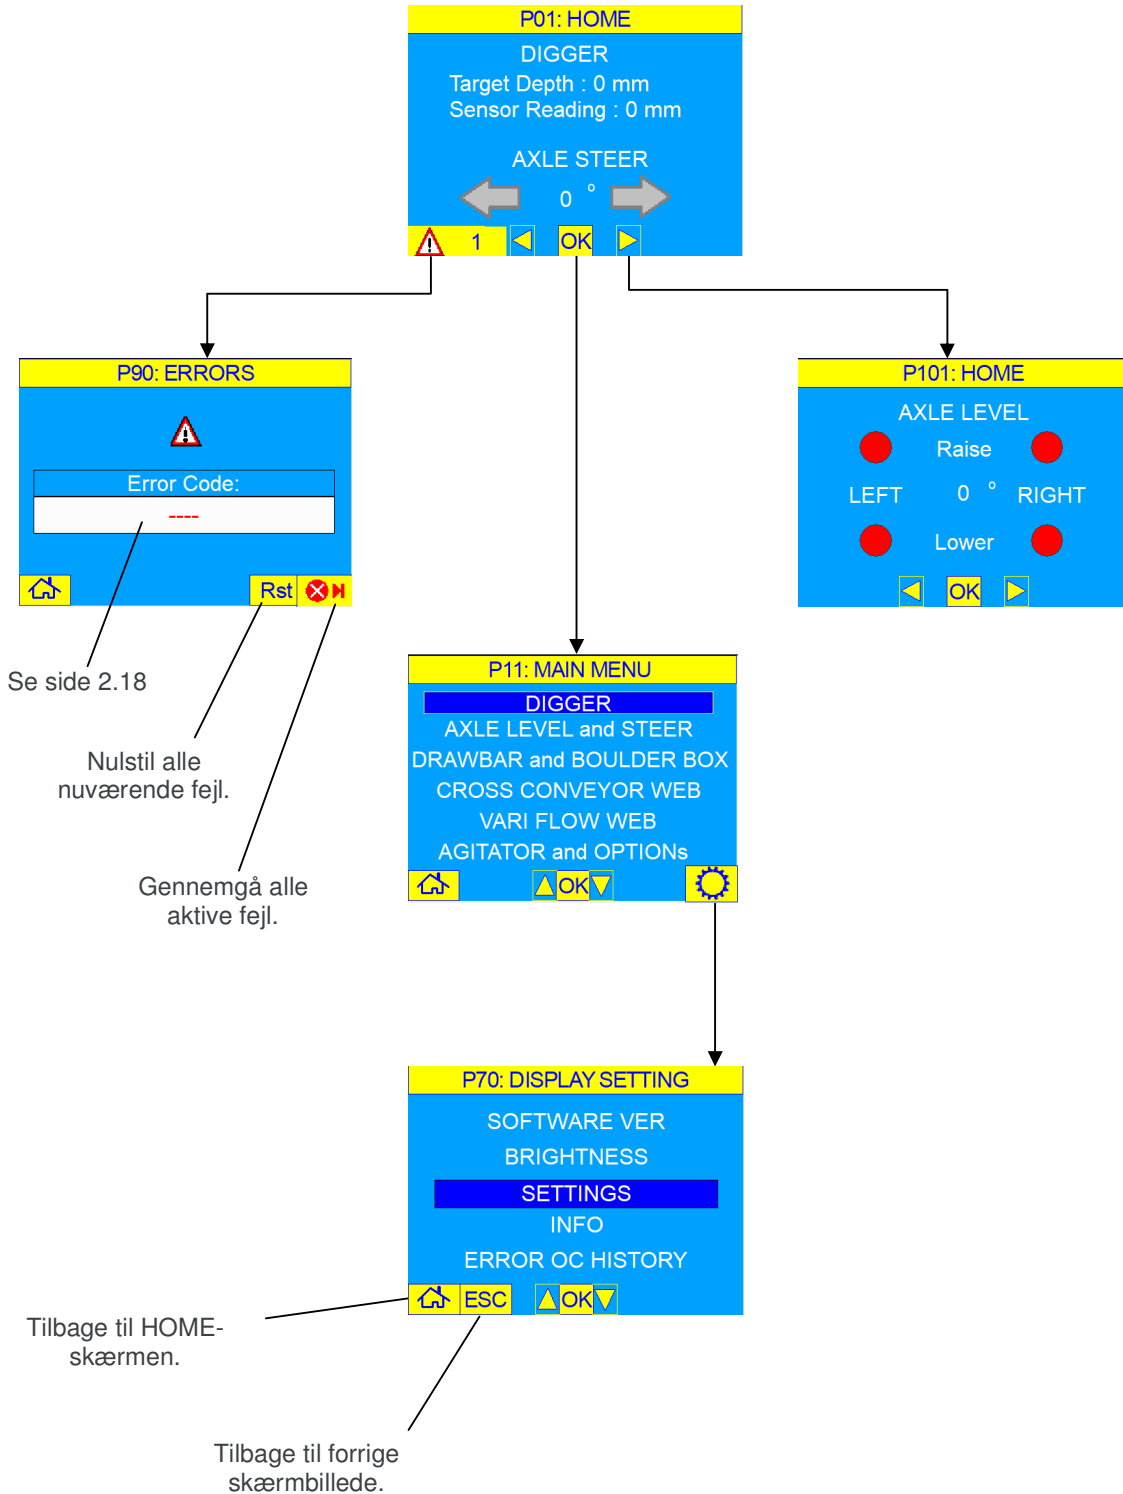 P01: HOME
DIGGER
Target Depth : 0 mm
Sensor Reading : 0 mm
AXLE STEER
0 °
1 OK
P90: ERRORS
Error Code:
----
Rst
Se side 2.18
Nulstil alle
nuværende fejl.
Gennemgå alle
aktive fejl.
P101: HOME
AXLE LEVEL
Raise
LEFT 0 ° RIGHT
Lower
OK
P11: MAIN MENU
DIGGER
AXLE LEVEL and STEER
DRAWBAR and BOULDER BOX
CROSS CONVEYOR WEB
VARI FLOW WEB
AGITATOR and OPTIONs
OK
P70: DISPLAY SETTING
SOFTWARE VER
BRIGHTNESS
SETTINGS
INFO
ERROR OC HISTORY
ESC OK
Tilbage til HOME-
skærmen.
Tilbage til forrige
skærmbillede.